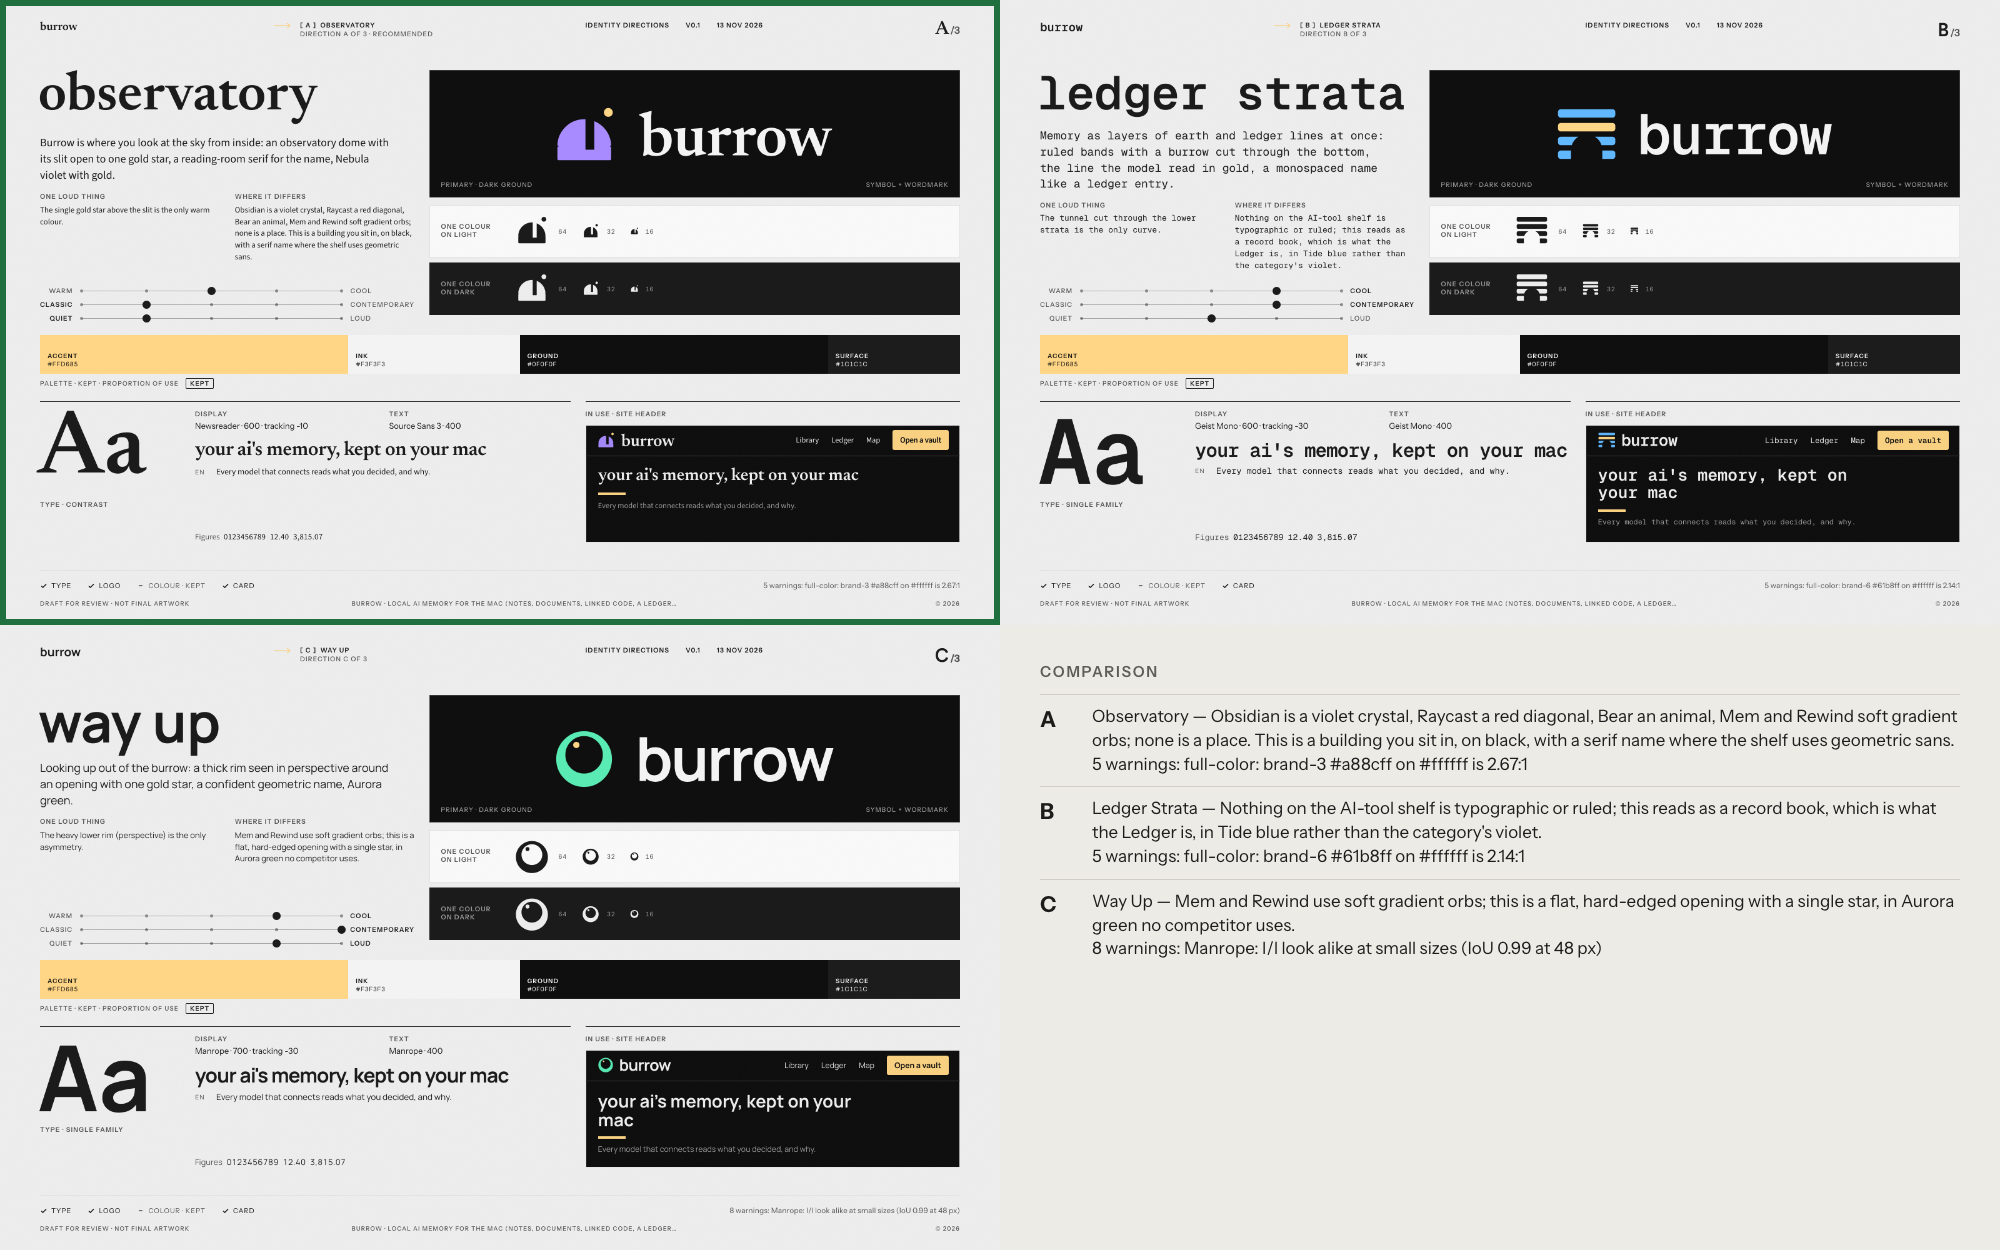 burrow
[ A ] OBSERVATORY
DIRECTION A OF 3 · RECOMMENDED
IDENTITY DIRECTIONS V0.1 13 NOV 2026
A/3
observatory
Burrow is where you look at the sky from inside: an observatory dome with
its slit open to one gold star, a reading-room serif for the name, Nebula
violet with gold.
ONE LOUD THING
The single gold star above the slit is the only warm
colour.
WHERE IT DIFFERS
Obsidian is a violet crystal, Raycast a red diagonal,
Bear an animal, Mem and Rewind soft gradient orbs;
none is a place. This is a building you sit in, on black,
with a serif name where the shelf uses geometric
sans.
WARM COOL
CLASSIC CONTEMPORARY
QUIET LOUD
burrow
PRIMARY · DARK GROUND SYMBOL + WORDMARK
ONE COLOUR
ON LIGHT
64 32 16
ONE COLOUR
ON DARK
64 32 16
ACCENT
#FFD685
INK
#F3F3F3
GROUND
#0F0F0F
SURFACE
#1C1C1C
PALETTE · KEPT · PROPORTION OF USE KEPT
Aa
TYPE · CONTRAST
DISPLAY
Newsreader · 600 · tracking -10
TEXT
Source Sans 3 · 400
your ai's memory, kept on your mac
EN Every model that connects reads what you decided, and why.
Figures 0123456789 12.40 3,815.07
IN USE · SITE HEADER
burrow Library Ledger Map Open a vault
your ai's memory, kept on your mac
Every model that connects reads what you decided, and why.
✓ TYPE ✓ LOGO – COLOUR · KEPT ✓ CARD
5 warnings: full-color: brand-3 #a88cff on #ffffff is 2.67:1
DRAFT FOR REVIEW · NOT FINAL ARTWORK
BURROW · LOCAL AI MEMORY FOR THE MAC (NOTES, DOCUMENTS, LINKED CODE, A LEDGER…
© 2026
burrow
[ B ] LEDGER STRATA
DIRECTION B OF 3
IDENTITY DIRECTIONS V0.1 13 NOV 2026
B/3
ledger strata
Memory as layers of earth and ledger lines at once:
ruled bands with a burrow cut through the bottom,
the line the model read in gold, a monospaced name
like a ledger entry.
ONE LOUD THING
The tunnel cut through the lower
strata is the only curve.
WHERE IT DIFFERS
Nothing on the AI-tool shelf is
typographic or ruled; this reads as
a record book, which is what the
Ledger is, in Tide blue rather than
the category's violet.
WARM COOL
CLASSIC CONTEMPORARY
QUIET LOUD
burrow
PRIMARY · DARK GROUND SYMBOL + WORDMARK
ONE COLOUR
ON LIGHT
64 32 16
ONE COLOUR
ON DARK
64 32 16
ACCENT
#FFD685
INK
#F3F3F3
GROUND
#0F0F0F
SURFACE
#1C1C1C
PALETTE · KEPT · PROPORTION OF USE KEPT
Aa
TYPE · SINGLE FAMILY
DISPLAY
Geist Mono · 600 · tracking -30
TEXT
Geist Mono · 400
your ai's memory, kept on your mac
EN Every model that connects reads what you decided, and why.
Figures 0123456789 12.40 3,815.07
IN USE · SITE HEADER
burrow Library Ledger Map Open a vault
your ai's memory, kept on
your mac
Every model that connects reads what you decided, and why.
✓ TYPE ✓ LOGO – COLOUR · KEPT ✓ CARD
5 warnings: full-color: brand-6 #61b8ff on #ffffff is 2.14:1
DRAFT FOR REVIEW · NOT FINAL ARTWORK
BURROW · LOCAL AI MEMORY FOR THE MAC (NOTES, DOCUMENTS, LINKED CODE, A LEDGER…
© 2026
burrow
[ C ] WAY UP
DIRECTION C OF 3
IDENTITY DIRECTIONS V0.1 13 NOV 2026
C/3
way up
Looking up out of the burrow: a thick rim seen in perspective around
an opening with one gold star, a confident geometric name, Aurora
green.
ONE LOUD THING
The heavy lower rim (perspective) is the only
asymmetry.
WHERE IT DIFFERS
Mem and Rewind use soft gradient orbs; this is a
flat, hard-edged opening with a single star, in
Aurora green no competitor uses.
WARM COOL
CLASSIC CONTEMPORARY
QUIET LOUD
burrow
PRIMARY · DARK GROUND SYMBOL + WORDMARK
ONE COLOUR
ON LIGHT
64 32 16
ONE COLOUR
ON DARK
64 32 16
ACCENT
#FFD685
INK
#F3F3F3
GROUND
#0F0F0F
SURFACE
#1C1C1C
PALETTE · KEPT · PROPORTION OF USE KEPT
Aa
TYPE · SINGLE FAMILY
DISPLAY
Manrope · 700 · tracking -30
TEXT
Manrope · 400
your ai's memory, kept on your mac
EN Every model that connects reads what you decided, and why.
Figures 0123456789 12.40 3,815.07
IN USE · SITE HEADER
burrow Library Ledger Map Open a vault
your ai's memory, kept on your
mac
Every model that connects reads what you decided, and why.
✓ TYPE ✓ LOGO – COLOUR · KEPT ✓ CARD
8 warnings: Manrope: I/l look alike at small sizes (IoU 0.99 at 48 px)
DRAFT FOR REVIEW · NOT FINAL ARTWORK
BURROW · LOCAL AI MEMORY FOR THE MAC (NOTES, DOCUMENTS, LINKED CODE, A LEDGER…
© 2026
COMPARISON
A
Observatory — Obsidian is a violet crystal, Raycast a red diagonal, Bear an animal, Mem and Rewind soft gradient
orbs; none is a place. This is a building you sit in, on black, with a serif name where the shelf uses geometric sans.
5 warnings: full-color: brand-3 #a88cff on #ffffff is 2.67:1
B
Ledger Strata — Nothing on the AI-tool shelf is typographic or ruled; this reads as a record book, which is what
the Ledger is, in Tide blue rather than the category's violet.
5 warnings: full-color: brand-6 #61b8ff on #ffffff is 2.14:1
C
Way Up — Mem and Rewind use soft gradient orbs; this is a flat, hard-edged opening with a single star, in Aurora
green no competitor uses.
8 warnings: Manrope: I/l look alike at small sizes (IoU 0.99 at 48 px)